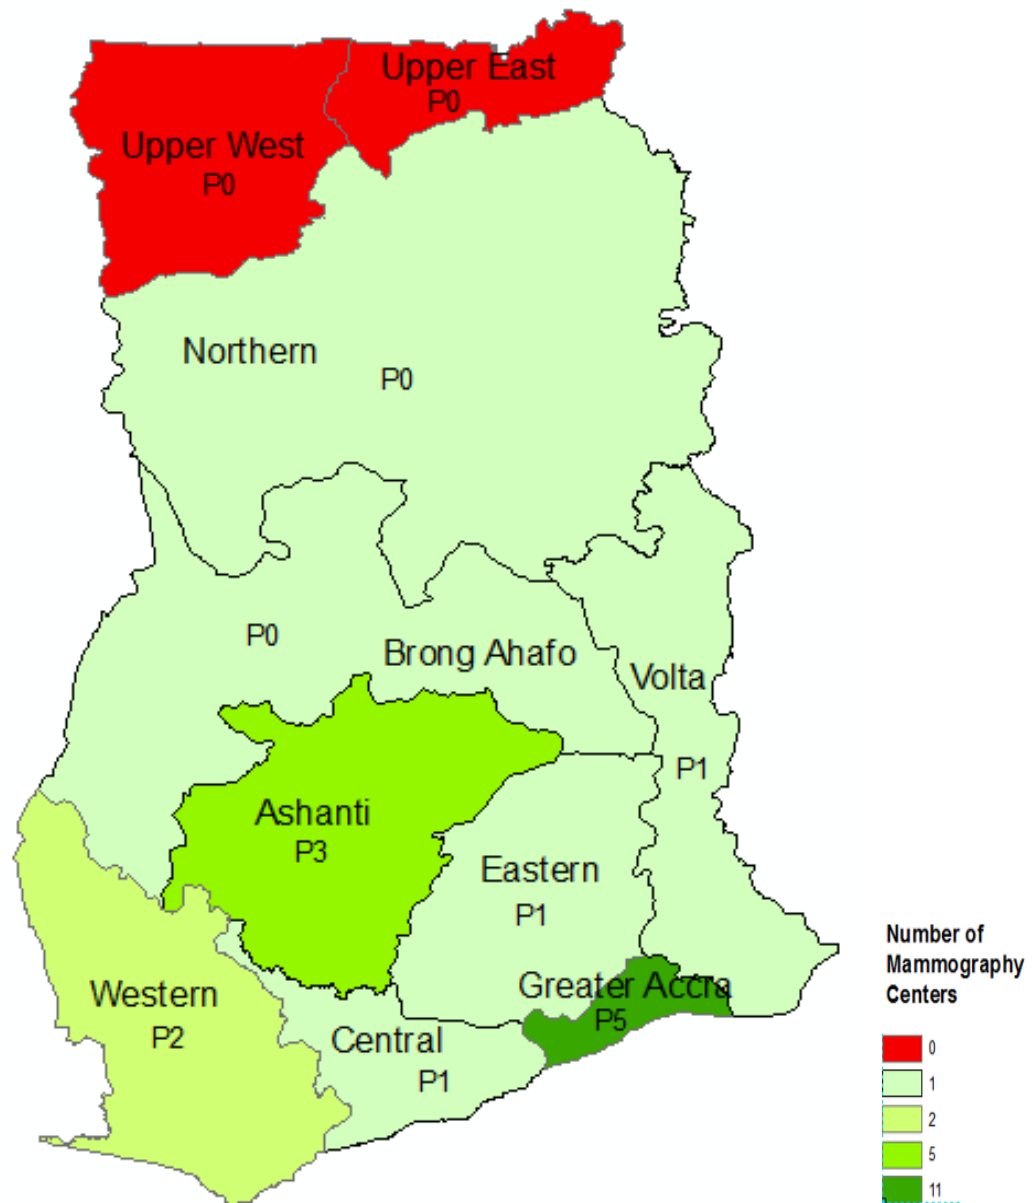 Upper East
P0
Upper West
P0
Northern
P0
P0
Brong Ahafo
Volta
P1
Ashanti
P3
Eastern
P1
Greater Accra
P5
Western
P2
Central
P1
Number of
Mammography
Centers
0
1
2
5
11